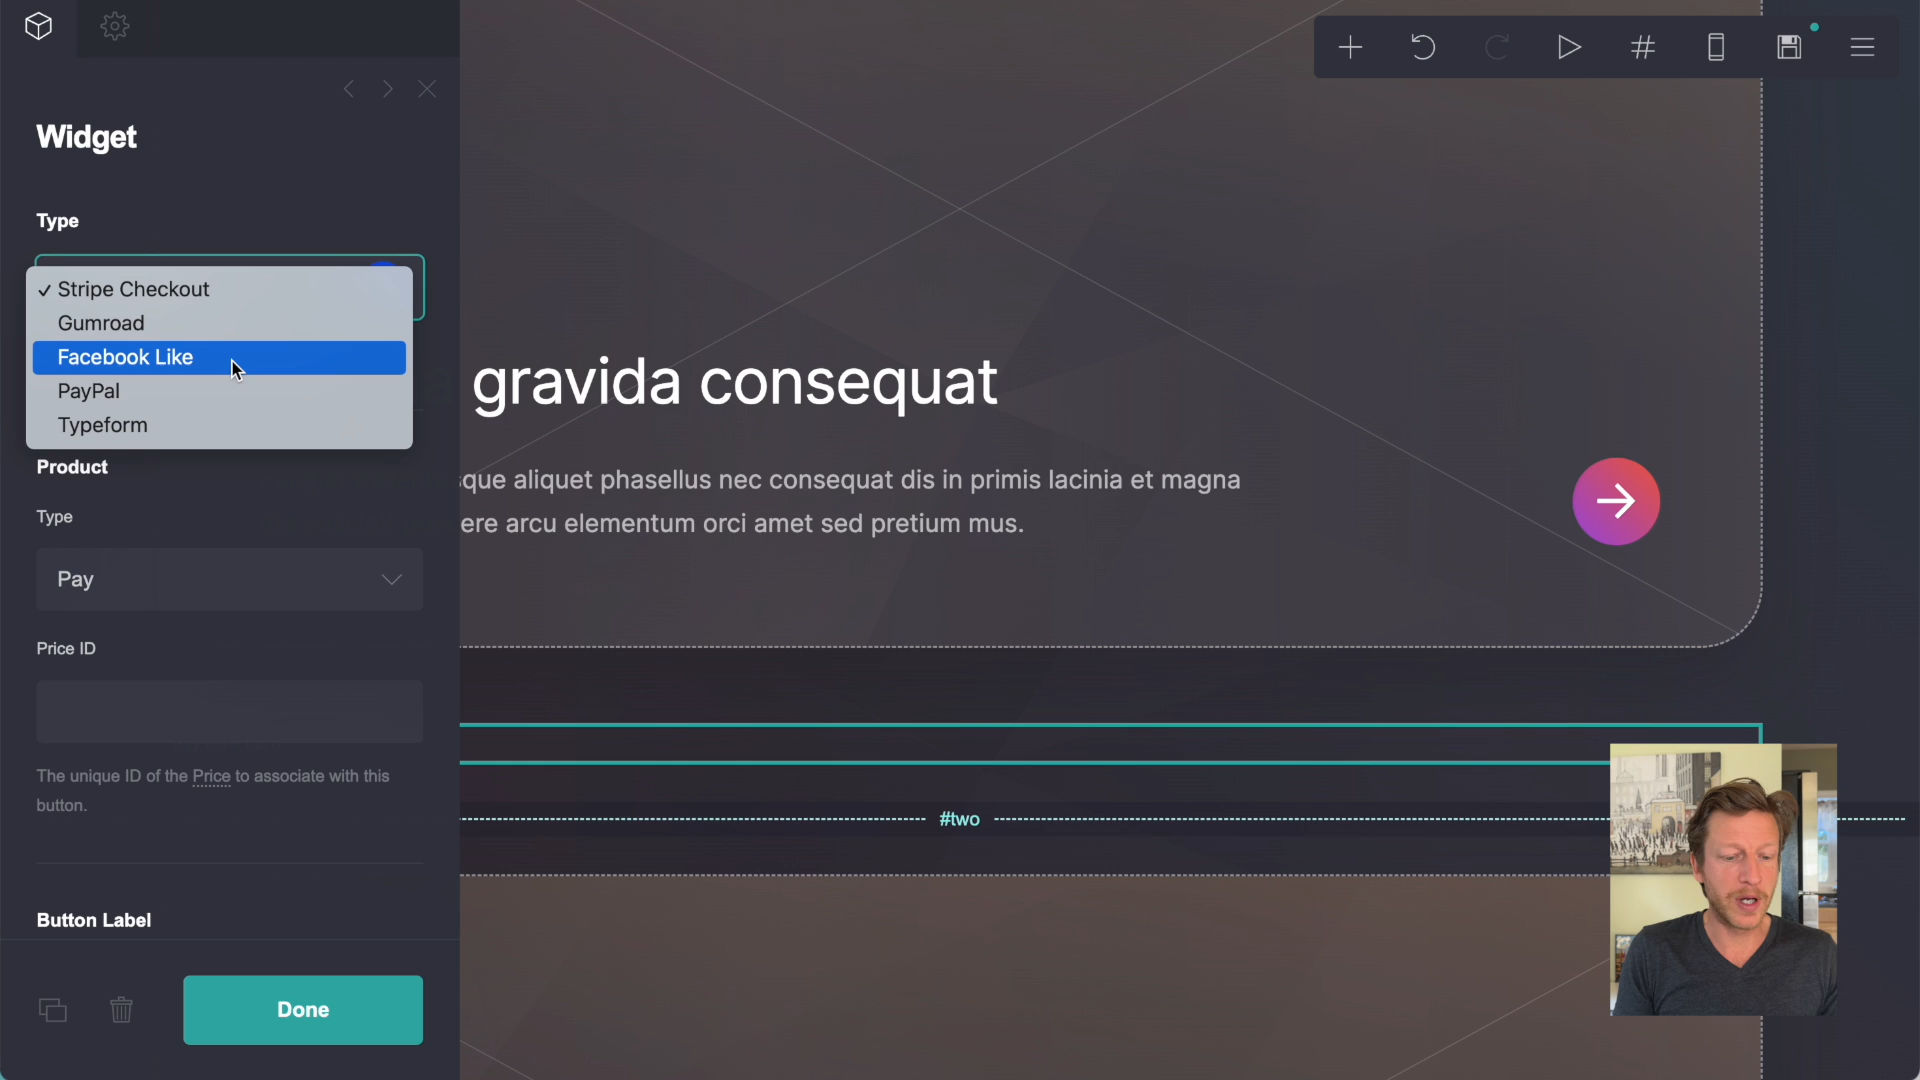 Widget
Type
✓ Stripe Checkout
Gumroad
Facebook Like
PayPal
Typeform
Product
Type
Pay
Price ID
The unique ID of the Price to associate with this
button.
Button Label
Done
gravida consequat
que aliquet phasellus nec consequat dis in primis lacinia et magna
ere arcu elementum orci amet sed pretium mus.
#two